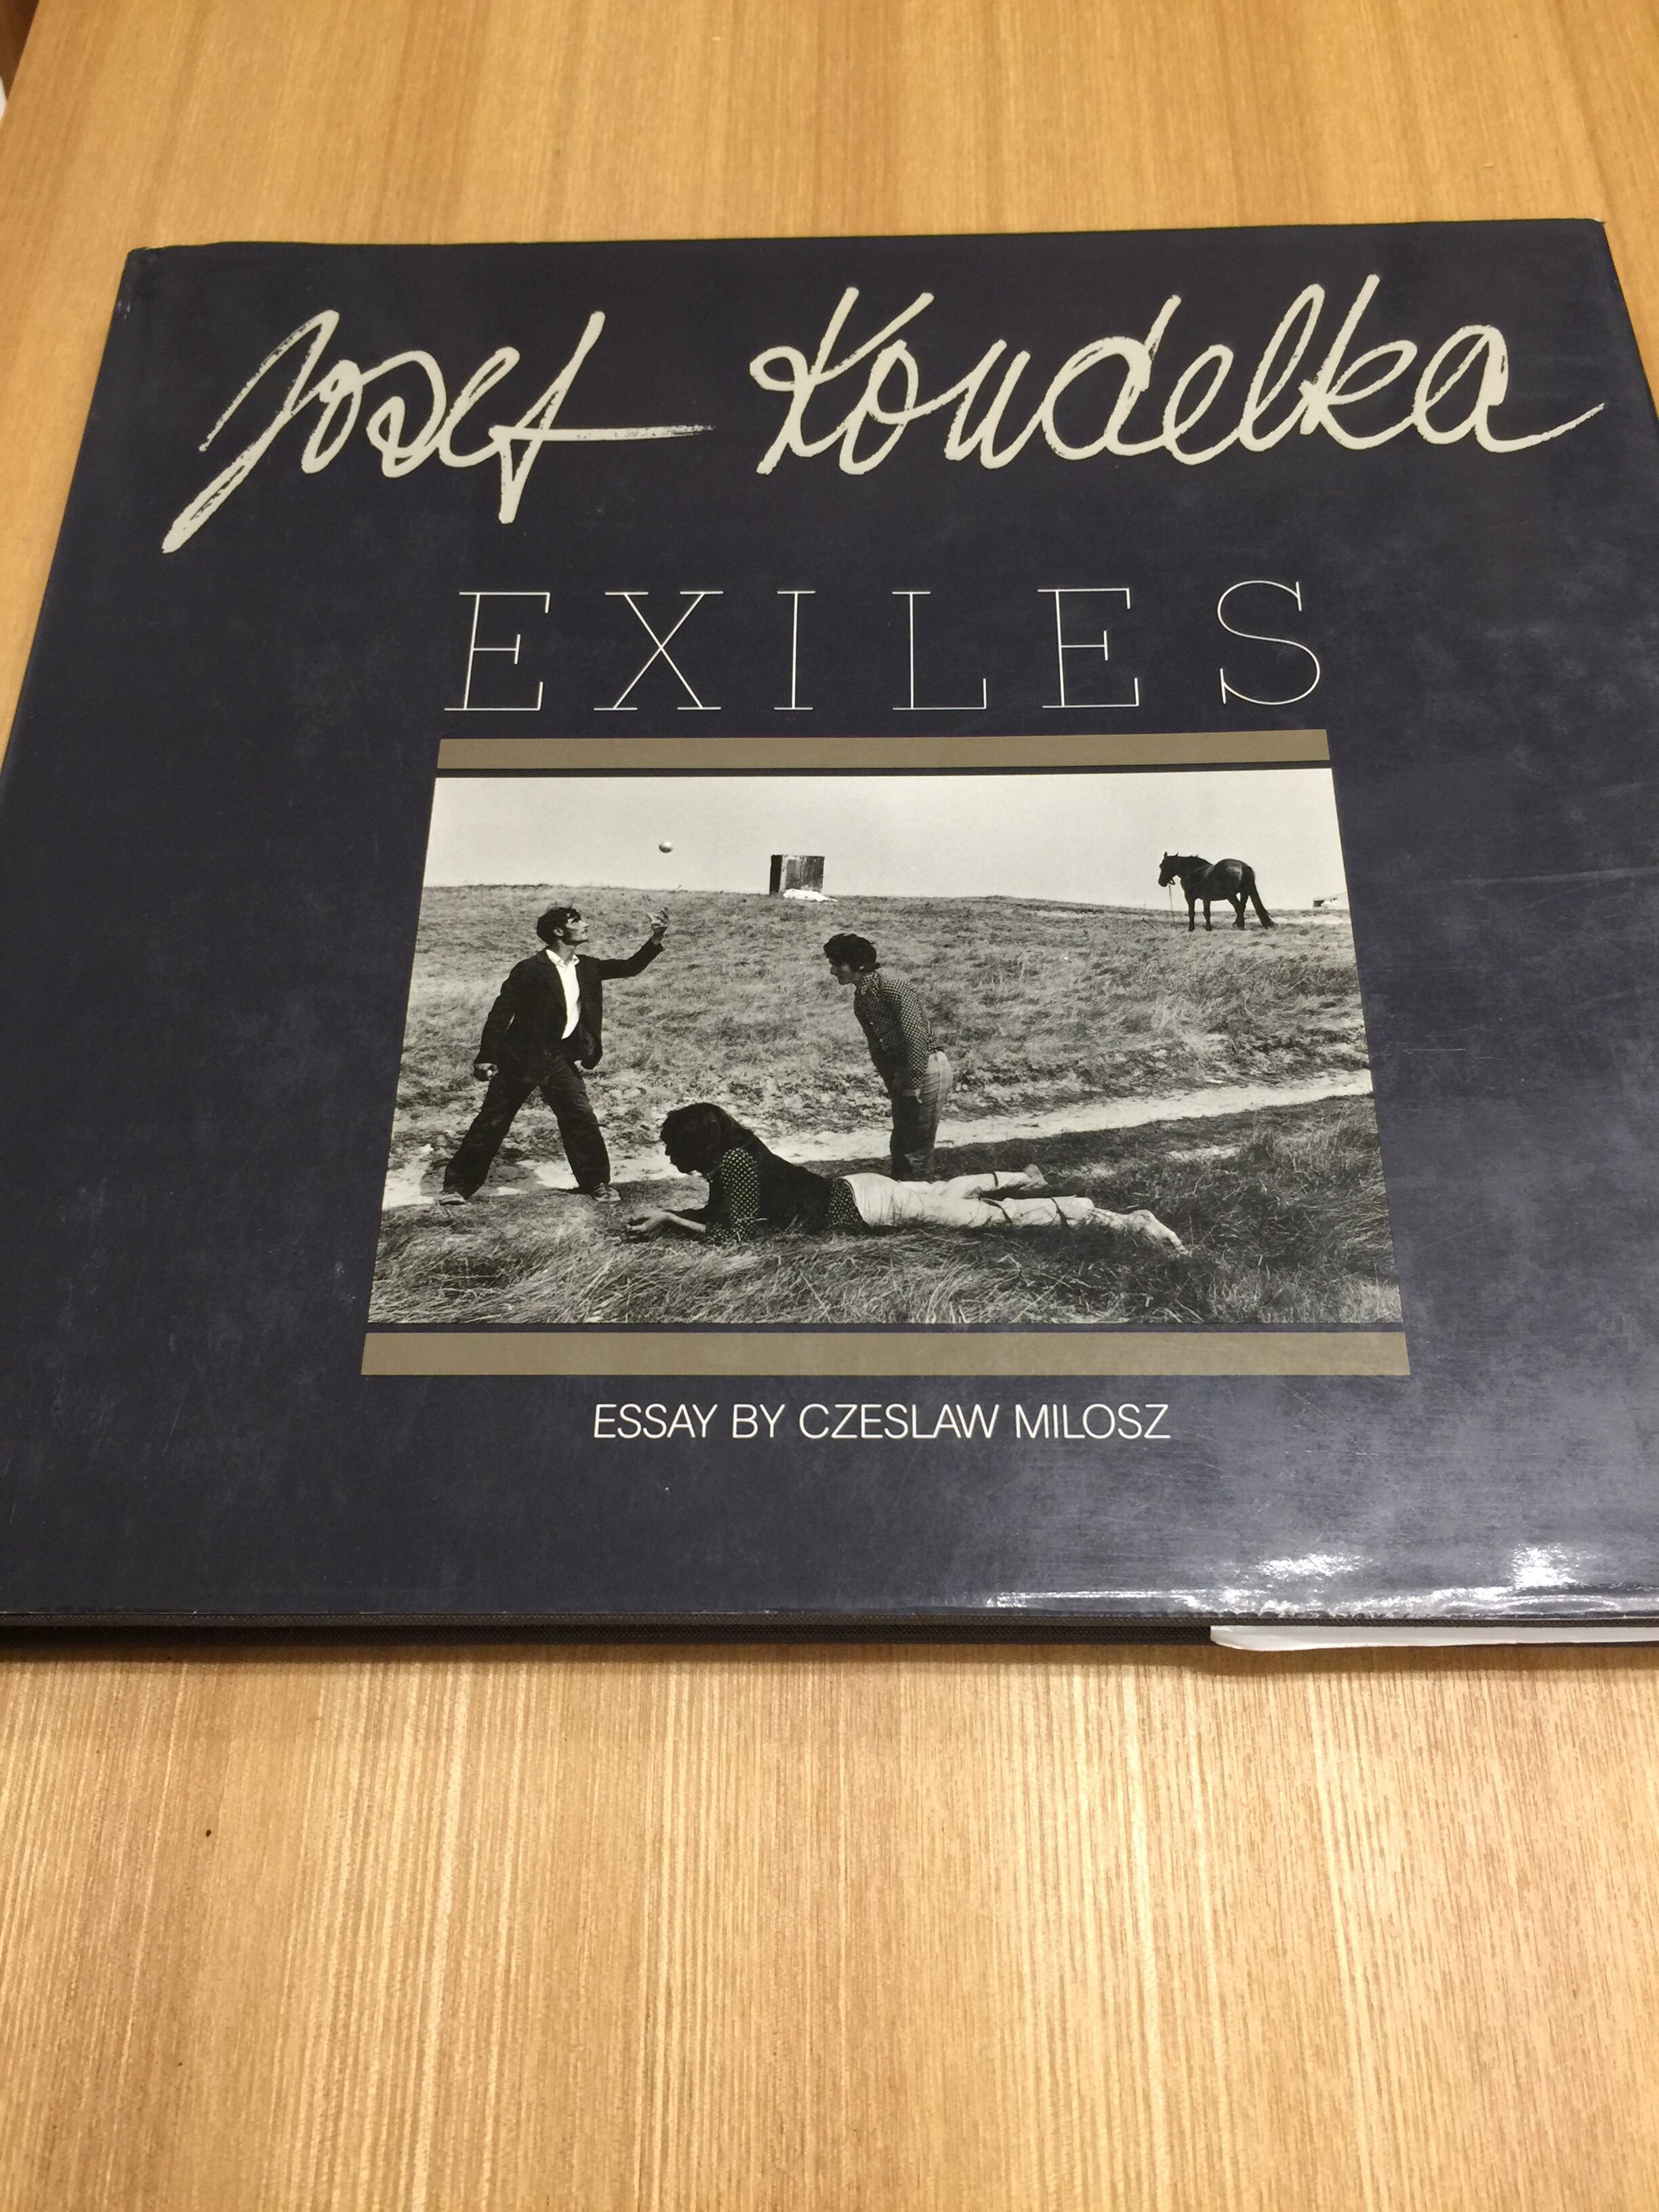 Josef Koudelka
EXILES
ESSAY BY CZESLAW MILOSZ